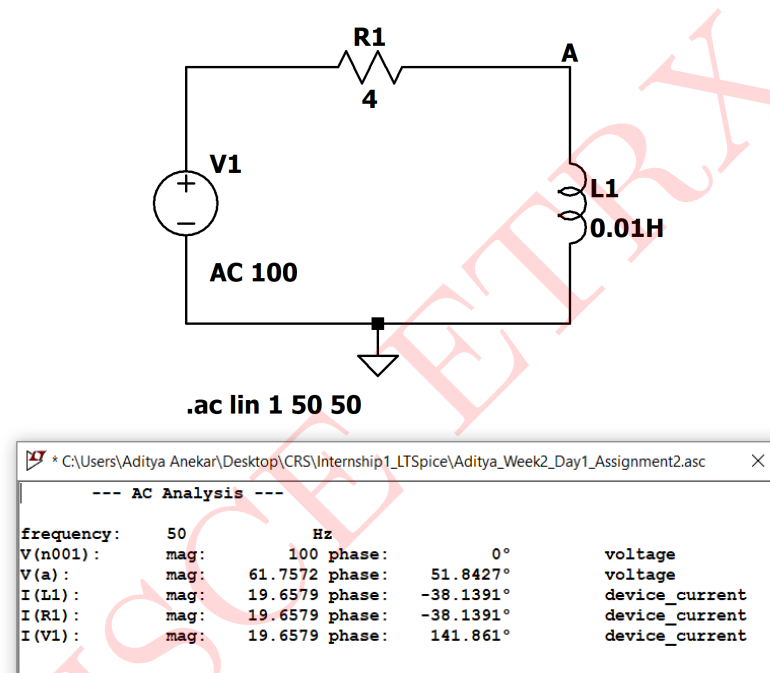 R1
A
4
V1
L1
0.01H
AC 100
.ac lin 1 50 50
* C:\Users\Aditya Anekar\Desktop\CRS\Internship1_LTSpice\Aditya_Week2_Day1_Assignment2.asc
--- AC Analysis ---
frequency: 50 Hz
V(n001): mag: 100 phase: 0° voltage
V(a): mag: 61.7572 phase: 51.8427° voltage
I(L1): mag: 19.6579 phase: -38.1391° device_current
I(R1): mag: 19.6579 phase: -38.1391° device_current
I(V1): mag: 19.6579 phase: 141.861° device_current
SCE ETRX